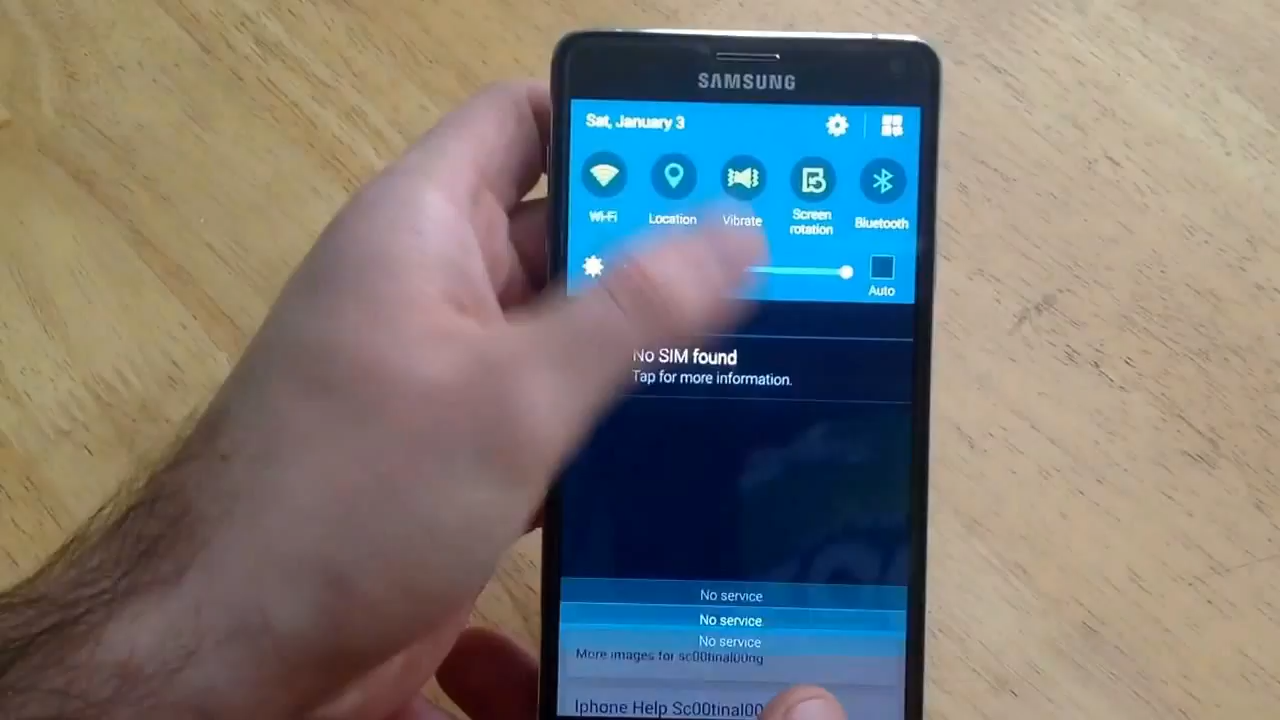 SAMSUNG
Sat, January 3
Wi-Fi
Location
Vibrate
Screen
rotation
Bluetooth
Auto
No SIM found
Tap for more information.
No service
No service
No service
More images for sc00tinal00ng
Iphone Help Sc00tinal00